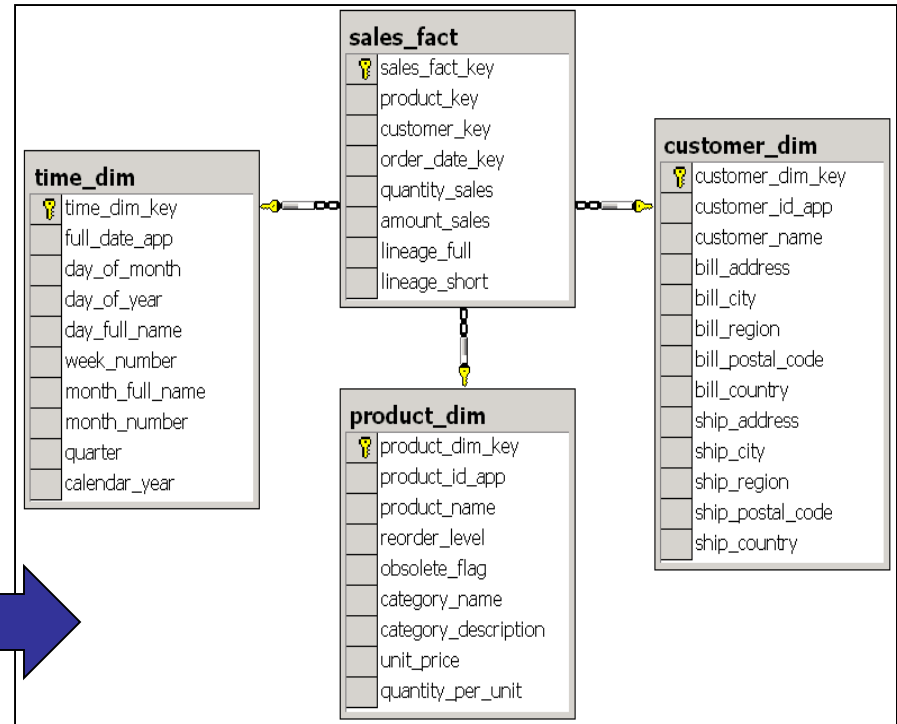 sales_fact
sales_fact_key
product_key
customer_key
order_date_key
quantity_sales
amount_sales
lineage_full
lineage_short
time_dim
time_dim_key
full_date_app
day_of_month
day_of_year
day_full_name
week_number
month_full_name
month_number
quarter
calendar_year
customer_dim
customer_dim_key
customer_id_app
customer_name
bill_address
bill_city
bill_region
bill_postal_code
bill_country
ship_address
ship_city
ship_region
ship_postal_code
ship_country
product_dim
product_dim_key
product_id_app
product_name
reorder_level
obsolete_flag
category_name
category_description
unit_price
quantity_per_unit